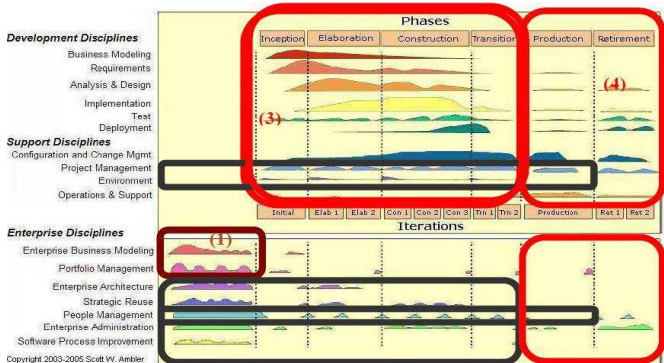 Phases
Development Disciplines
Inception Elaboration Construction Transition Production Retirement
Business Modeling
Requirements
Analysis & Design
(4)
Implementation
Test
(3)
Deployment
Support Disciplines
Configuration and Change Mgmt.
Project Management
Environment
Operations & Support
Initial Elab 1 Elab 2 Con 1 Con 2 Con 3 Trn 1 Trn 2 Production Ret 1 Ret 2
Enterprise Disciplines
Iterations
(1)
Enterprise Business Modeling
Portfolio Management
Enterprise Architecture
Strategic Reuse
People Management
Enterprise Administration
Software Process Improvement
Copyright 2003-2005 Scott W. Ambler